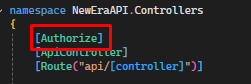 namespace NewEraAPI.Controllers
{
[Authorize]
[ApiController]
[Route("api/[controller]")]